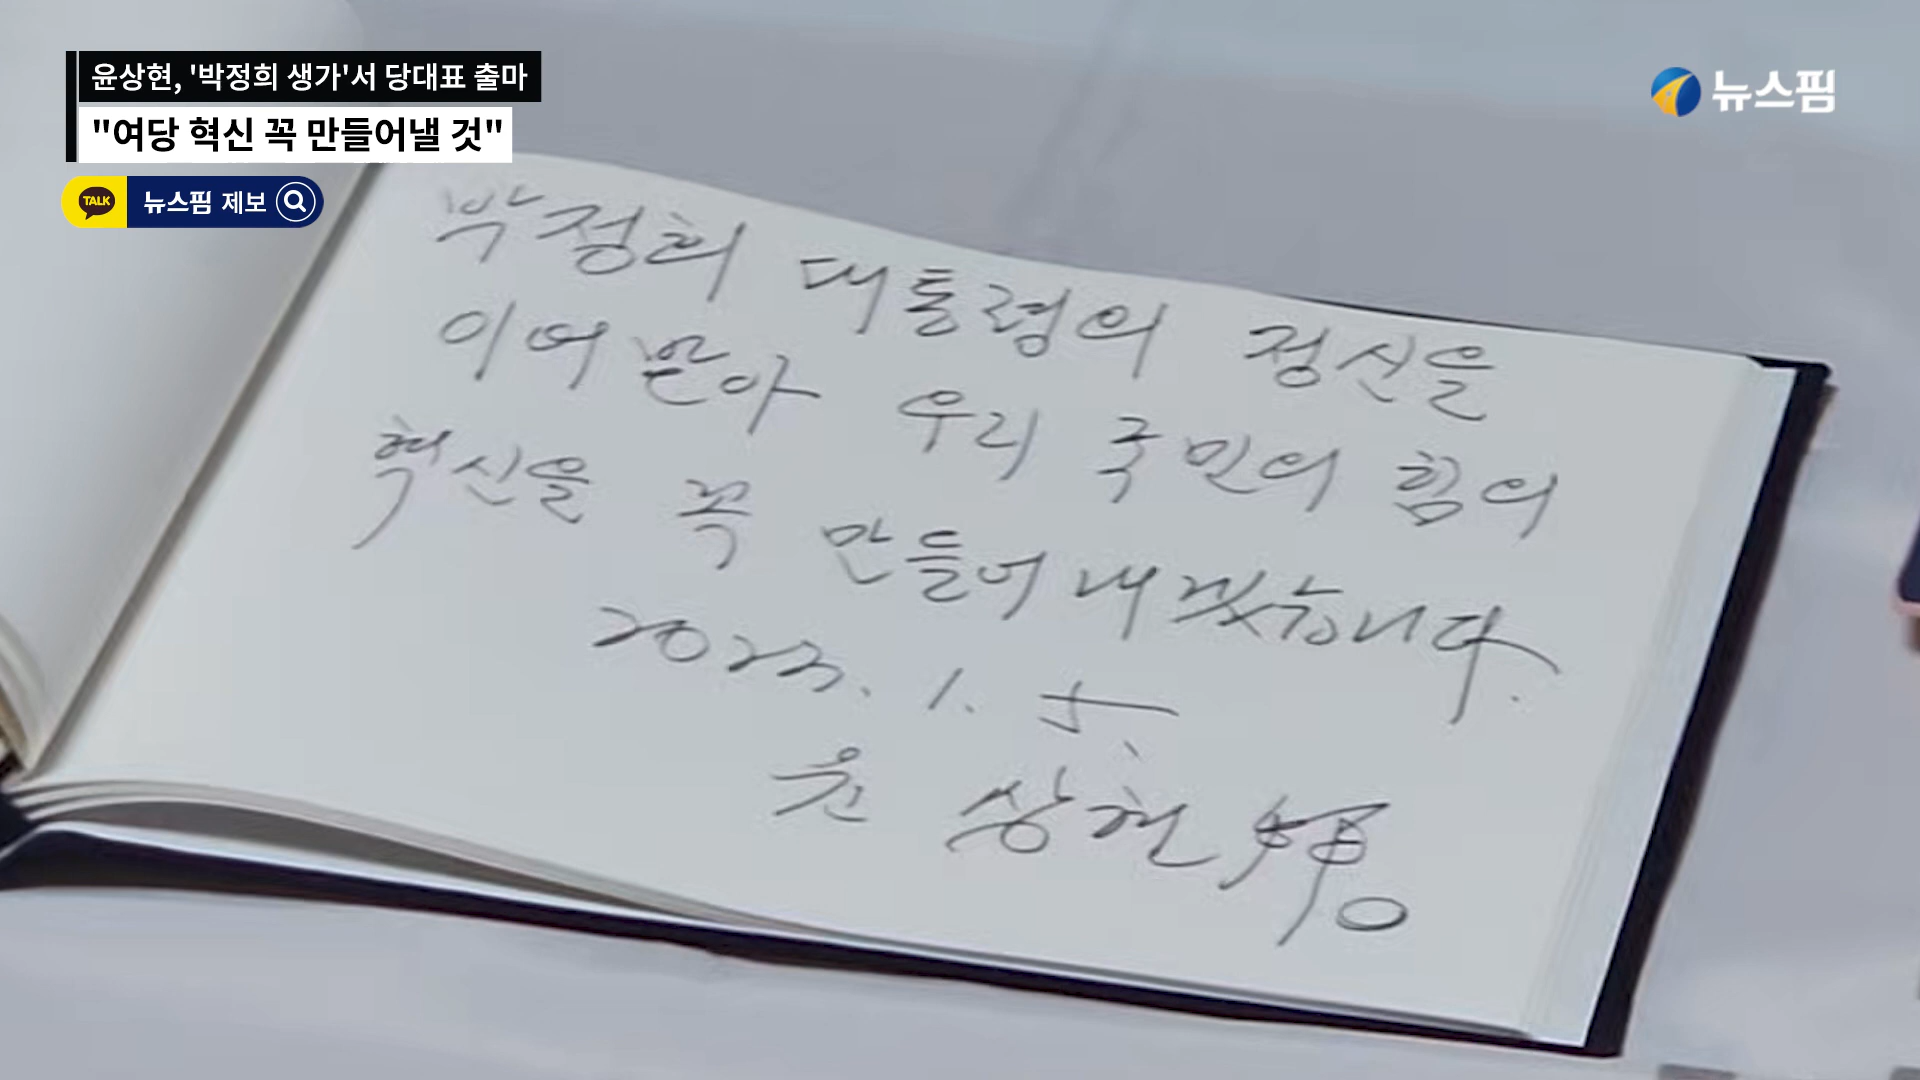 윤상현, '박정희 생가'서 당대표 출마
"여당 혁신 꼭 만들어낼 것"
TALK 뉴스핌 제보
뉴스핌
박정희 대통령의 정신을
이어 받아 우리 국민의 힘의
혁신을 꼭 만들어 내겠습니다.
2023. 1. 5.
윤 상현